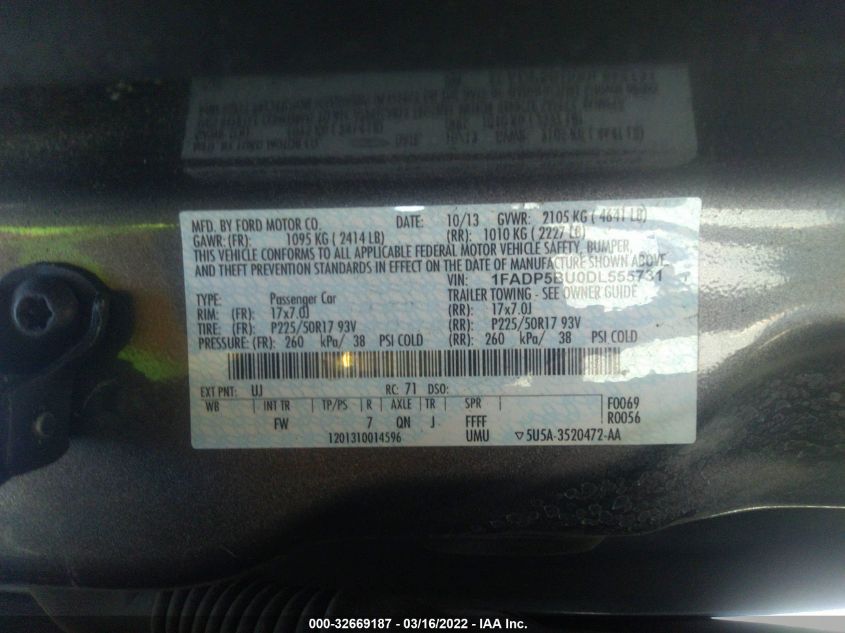 MFD. BY FORD MOTOR CO. DATE: 10/13 GVWR: 2105 KG ( 4641 LB)
GAWR: (FR): 1095 KG ( 2414 LB) (RR): 1010 KG ( 2227 LB)
THIS VEHICLE CONFORMS TO ALL APPLICABLE FEDERAL MOTOR VEHICLE SAFETY, BUMPER,
AND THEFT PREVENTION STANDARDS IN EFFECT ON THE DATE OF MANUFACTURE SHOWN ABOVE.
VIN: 1FADP5BU0DL555731
TYPE: Passenger Car TRAILER TOWING - SEE OWNER GUIDE
RIM: (FR): 17x7.0J (RR): 17x7.0J
TIRE: (FR): P225/50R17 93V (RR): P225/50R17 93V
PRESSURE: (FR): 260 kPa/ 38 PSI COLD (RR): 260 kPa/ 38 PSI COLD
EXT PNT: UJ RC: 71 DSO:
WB INT TR TP/PS R AXLE TR SPR F0069
FW 7 QN J FFFF R0056
1201310014596 UMU ▽5U5A-3520472-AA
000-32669187 - 03/16/2022 - IAA Inc.